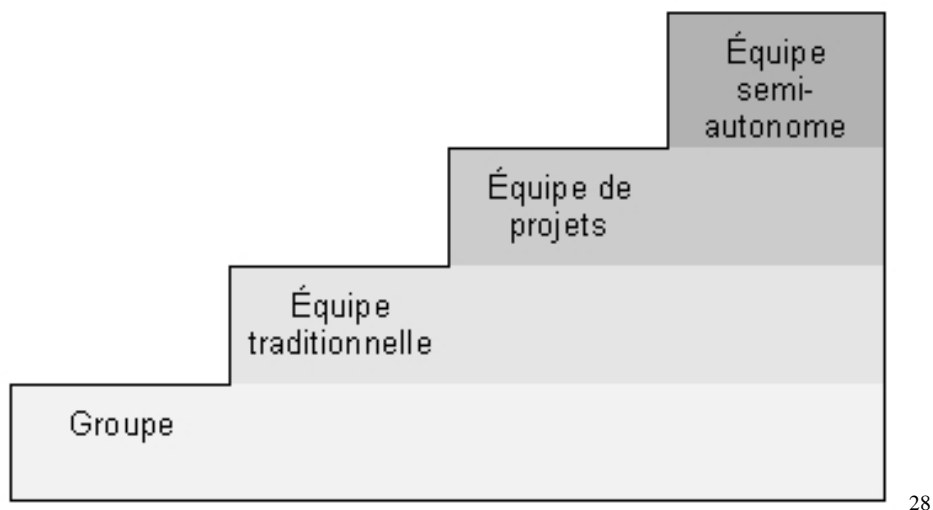 Équipe
semi-
autonome
Équipe de
projets
Équipe
traditionnelle
Groupe
28